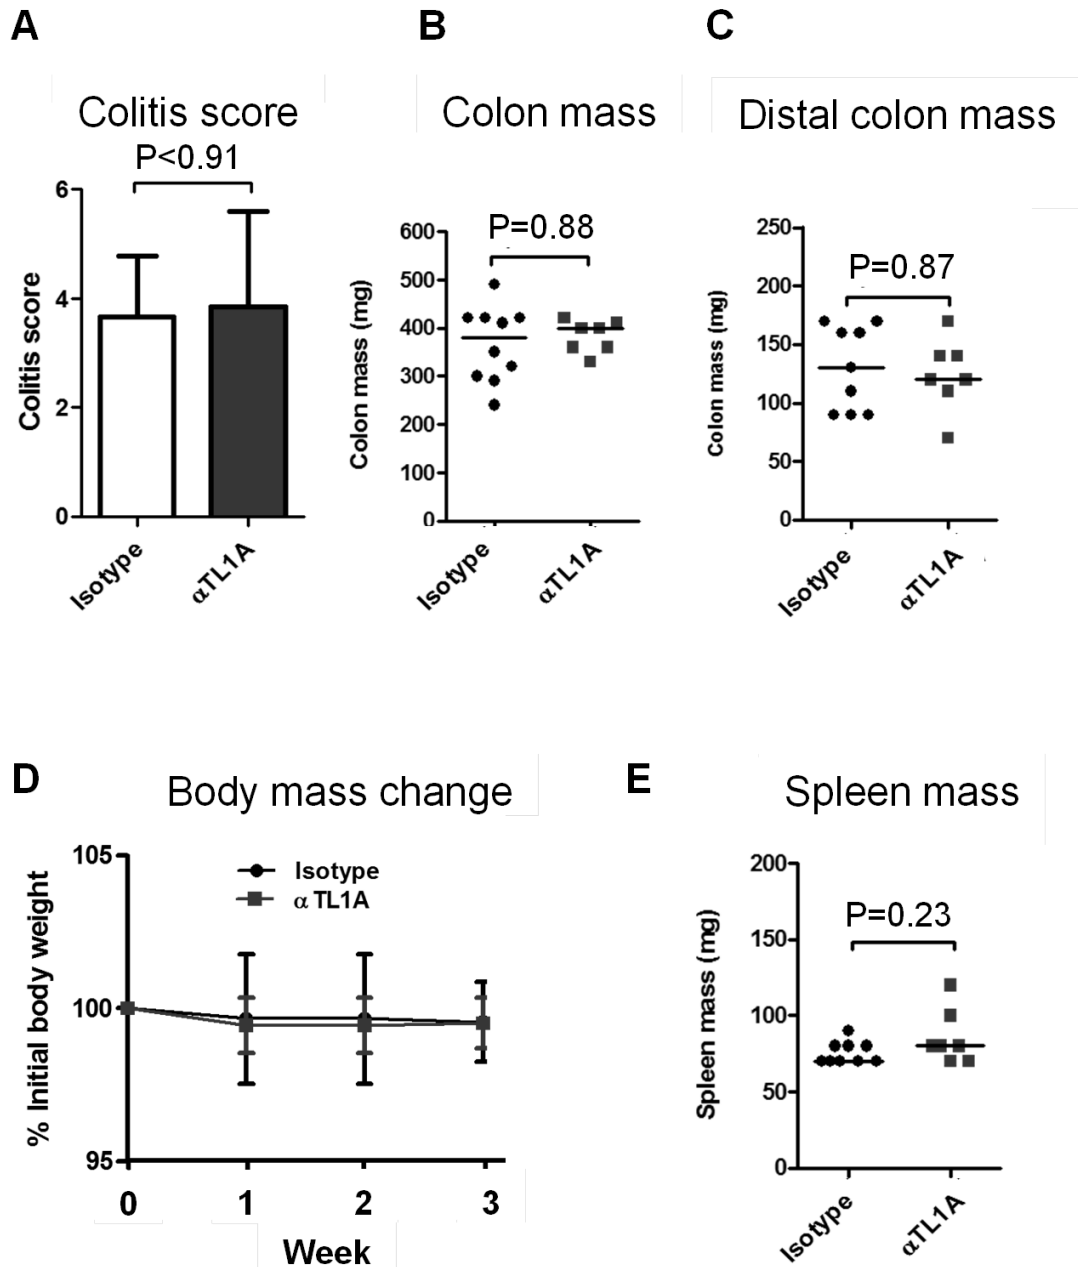 A
Colitis score
P<0.91
Colitis score
6
4
2
0
Isotype
αTL1A
B
Colon mass
P=0.88
Colon mass (mg)
600
500
400
300
200
100
0
Isotype
αTL1A
C
Distal colon mass
P=0.87
Colon mass (mg)
250
200
150
100
50
0
Isotype
αTL1A
D
Body mass change
% Initial body weight
105
100
95
Isotype
α TL1A
0 1 2 3
Week
E
Spleen mass
P=0.23
Spleen mass (mg)
200
150
100
50
0
Isotype
αTL1A